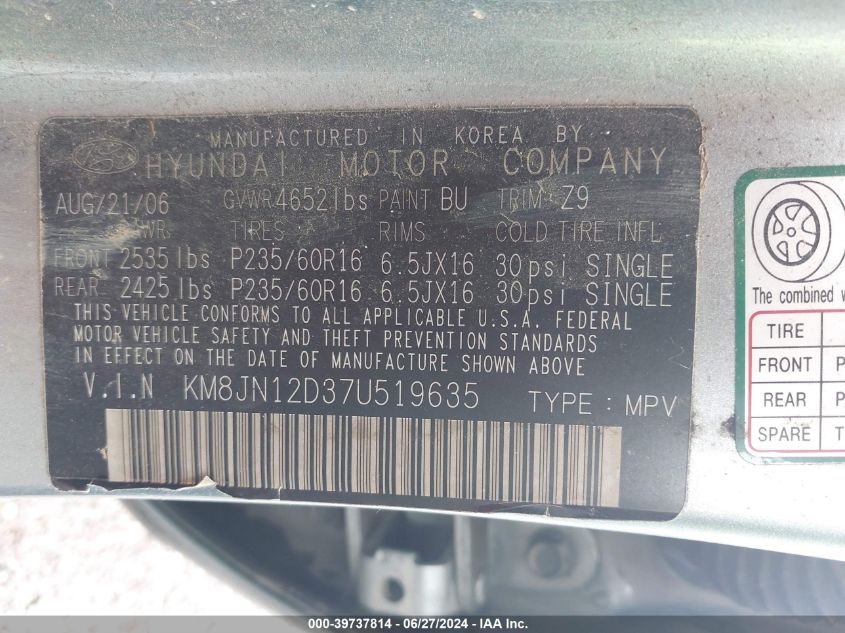 MANUFACTURED IN KOREA BY
HYUNDAI MOTOR COMPANY
AUG/21/06 GVWR 4652 lbs PAINT BU TRIM Z9
TIRES RIMS COLD TIRE INFL
FRONT 2535 lbs P235/60R16 6.5JX16 30psi SINGLE
REAR 2425 lbs P235/60R16 6.5JX16 30psi SINGLE
THIS VEHICLE CONFORMS TO ALL APPLICABLE U.S.A. FEDERAL
MOTOR VEHICLE SAFETY AND THEFT PREVENTION STANDARDS
IN EFFECT ON THE DATE OF MANUFACTURE SHOWN ABOVE
V.I.N KM8JN12D37U519635 TYPE : MPV
The combined
TIRE
FRONT P
REAR P
SPARE T
000-39737814 - 06/27/2024 - IAAI.com